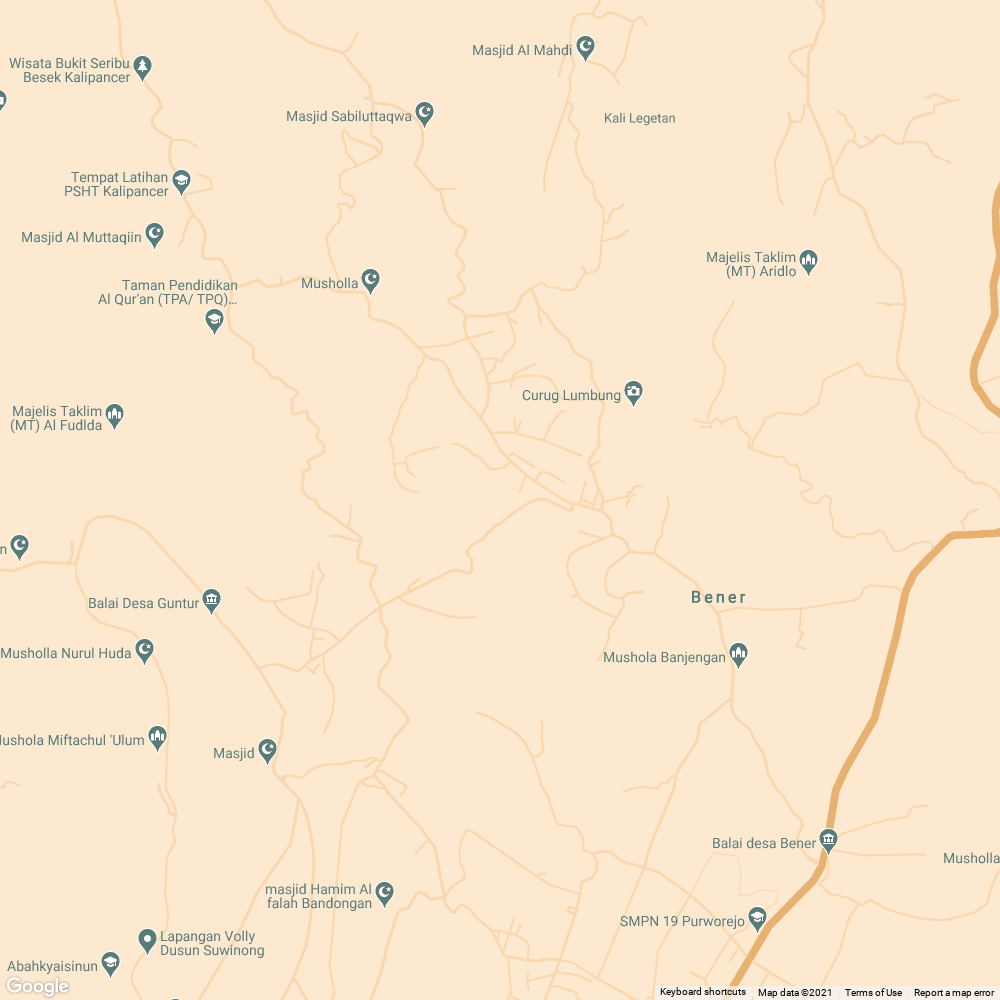 Masjid Al Mahdi
Wisata Bukit Seribu
Besek Kalipancer
Masjid Sabiluttaqwa
Kali Legetan
Tempat Latihan
PSHT Kalipancer
Masjid Al Muttaqiin
Majelis Taklim
(MT) Aridlo
Musholla
Taman Pendidikan
Al Qur'an (TPA/ TPQ)...
Curug Lumbung
Majelis Taklim
(MT) Al Fudlda
n
Balai Desa Guntur
Bener
Musholla Nurul Huda
Mushola Banjengan
ushola Miftachul 'Ulum
Masjid
Balai desa Bener
Musholla
masjid Hamim Al
falah Bandongan
SMPN 19 Purworejo
Lapangan Volly
Dusun Suwinong
Abahkyaisinun
Google
Keyboard shortcuts
Map data ©2021
Terms of Use
Report a map error